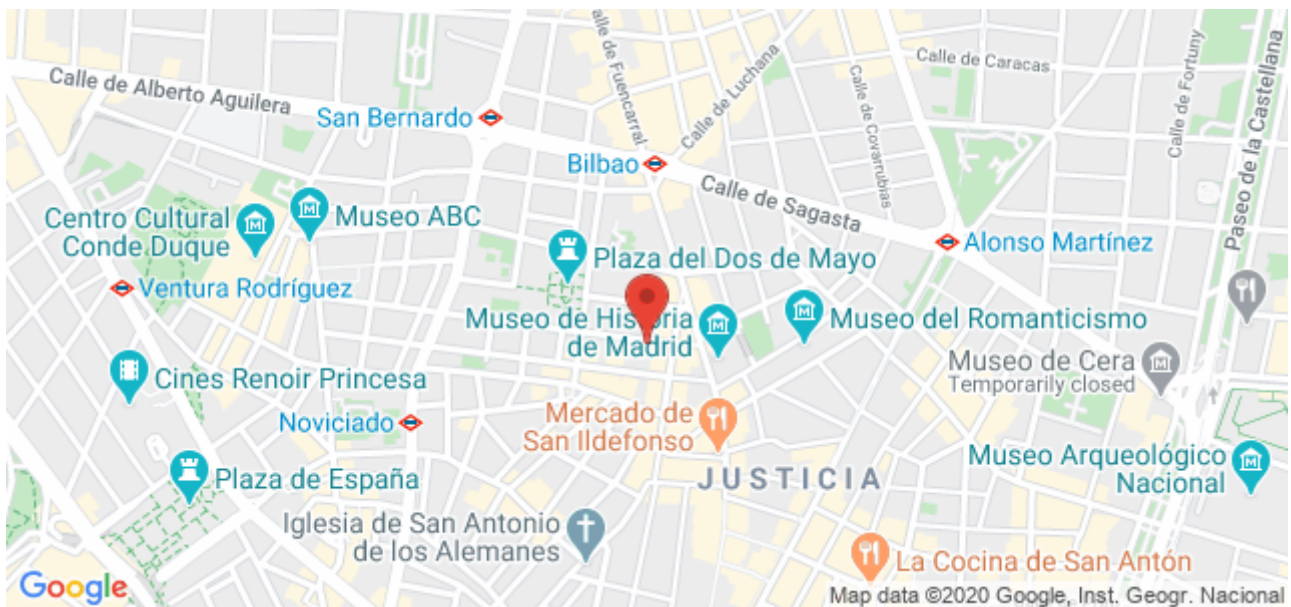 Calle de Alberto Aguilera
San Bernardo
Calle de Fuencarral
Calle de Luchana
Calle de Covarrubias
Calle de Caracas
Calle de Fortuny
Paseo de la Castellana
Bilbao
Calle de Sagasta
Centro Cultural
Conde Duque
Museo ABC
Plaza del Dos de Mayo
Alonso Martínez
Ventura Rodríguez
Museo de Historia
de Madrid
Museo del Romanticismo
Museo de Cera
Temporarily closed
Cines Renoir Princesa
Noviciado
Mercado de
San Ildefonso
Plaza de España
JUSTICIA
Museo Arqueológico
Nacional
Iglesia de San Antonio
de los Alemanes
La Cocina de San Antón
Google
Map data ©2020 Google, Inst. Geogr. Nacional